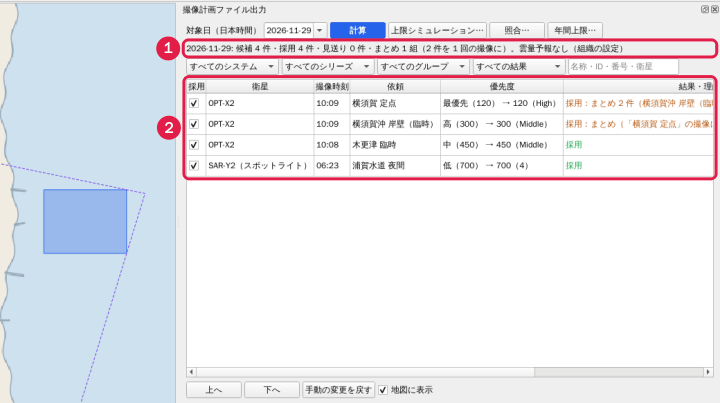 撮像計画ファイル出力
対象日（日本時間） 2026-11-29 計算 上限シミュレーション… 照合… 年間上限…
1
2026-11-29: 候補 4 件・採用 4 件・見送り 0 件・まとめ 1 組（2 件を 1 回の撮像に）。雲量予報なし（組織の設定）
すべてのシステム すべてのシリーズ すべてのグループ すべての結果 名称・ID・番号・衛星
2
採用 衛星 撮像時刻 依頼 優先度 結果・理
OPT-X2 10:09 横須賀 定点 最優先（120） → 120（High） 採用：まとめ 2 件（横須賀沖 岸壁（臨
OPT-X2 10:09 横須賀沖 岸壁（臨時） 高（300） → 300（Middle） 採用：まとめ（「横須賀 定点」の撮像
OPT-X2 10:08 木更津 臨時 中（450） → 450（Middle） 採用
SAR-Y2（スポットライト） 06:23 浦賀水道 夜間 低（700） → 700（4） 採用
上へ 下へ 手動の変更を戻す 地図に表示